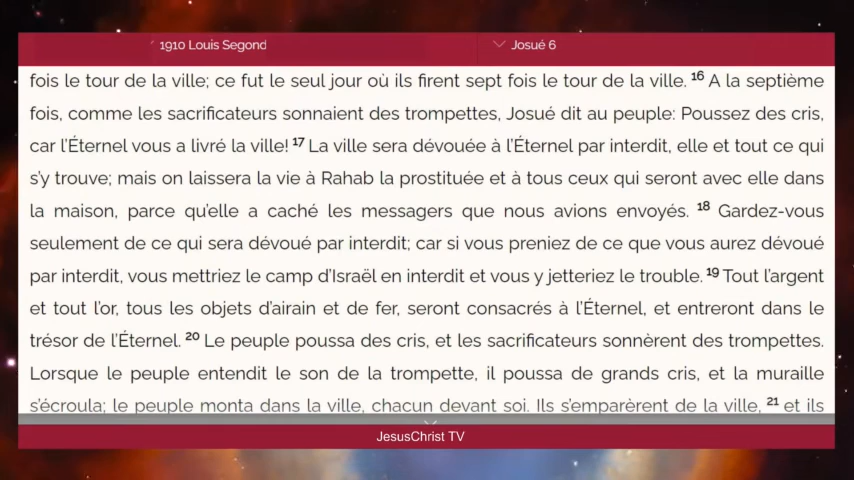 1910 Louis Segond
Josué 6
fois le tour de la ville; ce fut le seul jour où ils firent sept fois le tour de la ville. 16 A la septième
fois, comme les sacrificateurs sonnaient des trompettes, Josué dit au peuple: Poussez des cris,
car l'Éternel vous a livré la ville! 17 La ville sera dévouée à l'Éternel par interdit, elle et tout ce qui
s'y trouve; mais on laissera la vie à Rahab la prostituée et à tous ceux qui seront avec elle dans
la maison, parce qu'elle a caché les messagers que nous avions envoyés. 18 Gardez-vous
seulement de ce qui sera dévoué par interdit; car si vous preniez de ce que vous aurez dévoué
par interdit, vous mettriez le camp d'Israël en interdit et vous y jetteriez le trouble. 19 Tout l'argent
et tout l'or, tous les objets d'airain et de fer, seront consacrés à l'Éternel, et entreront dans le
trésor de l'Éternel. 20 Le peuple poussa des cris, et les sacrificateurs sonnèrent des trompettes.
Lorsque le peuple entendit le son de la trompette, il poussa de grands cris, et la muraille
s'écroula; le peuple monta dans la ville, chacun devant soi. Ils s'emparèrent de la ville, 21 et ils
JesusChrist TV